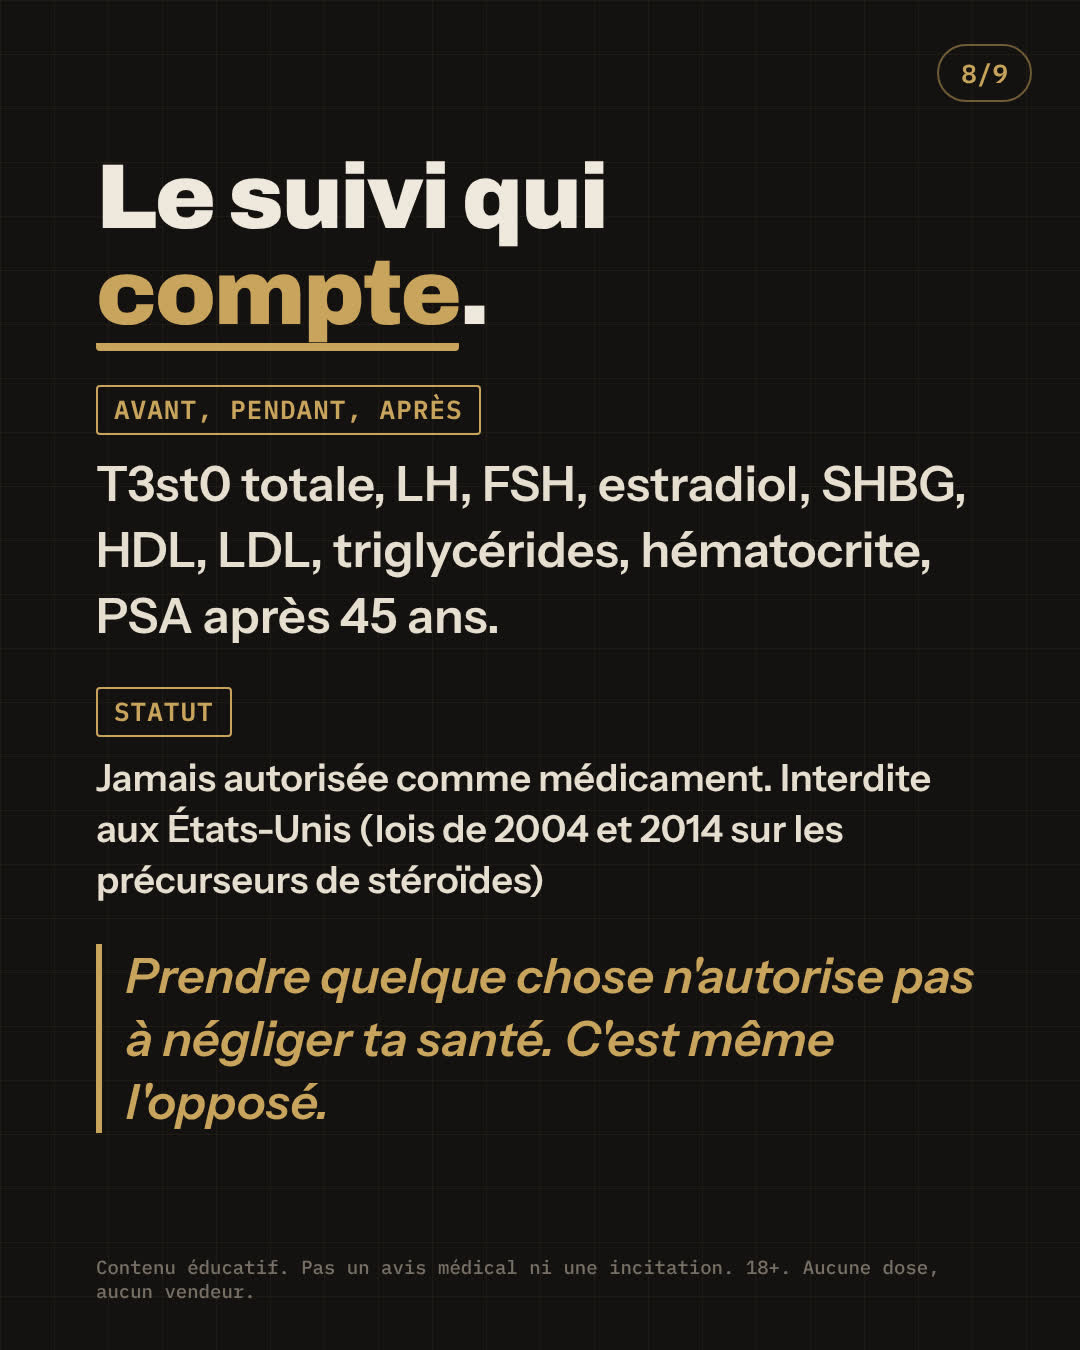 8/9
Le suivi qui
compte.
AVANT, PENDANT, APRÈS
T3st0 totale, LH, FSH, estradiol, SHBG,
HDL, LDL, triglycérides, hématocrite,
PSA après 45 ans.
STATUT
Jamais autorisée comme médicament. Interdite
aux États-Unis (lois de 2004 et 2014 sur les
précurseurs de stéroïdes)
Prendre quelque chose n'autorise pas
à négliger ta santé. C'est même
l'opposé.
Contenu éducatif. Pas un avis médical ni une incitation. 18+. Aucune dose,
aucun vendeur.